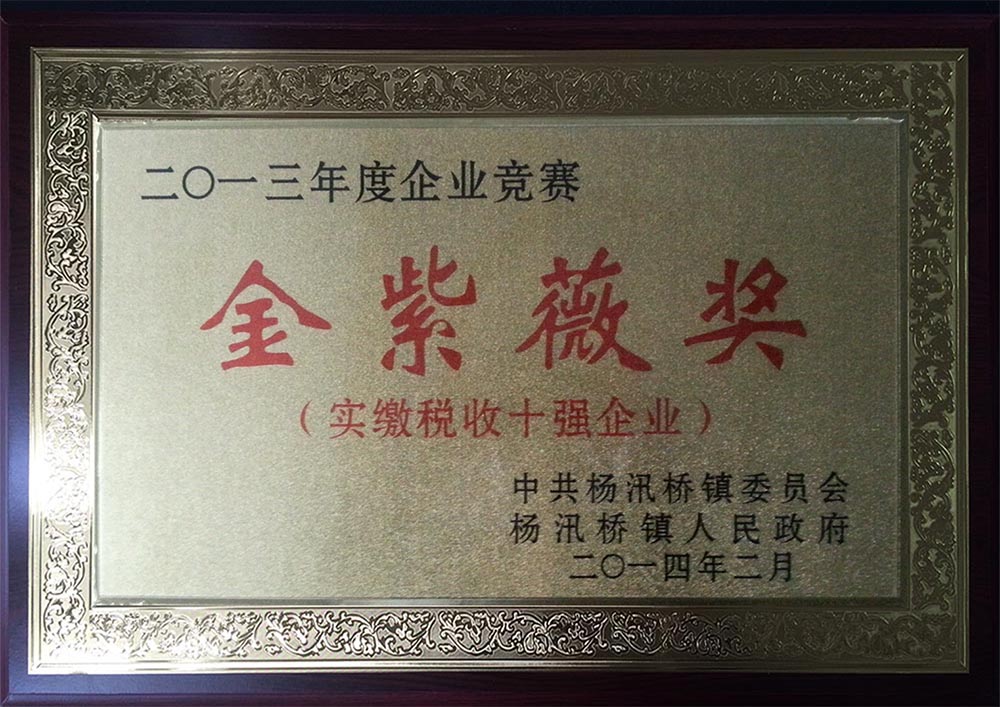 二〇一三年度企业竞赛
金紫薇奖
（实缴税收十强企业）
中共杨汛桥镇委员会
杨汛桥镇人民政府
二〇一四年二月